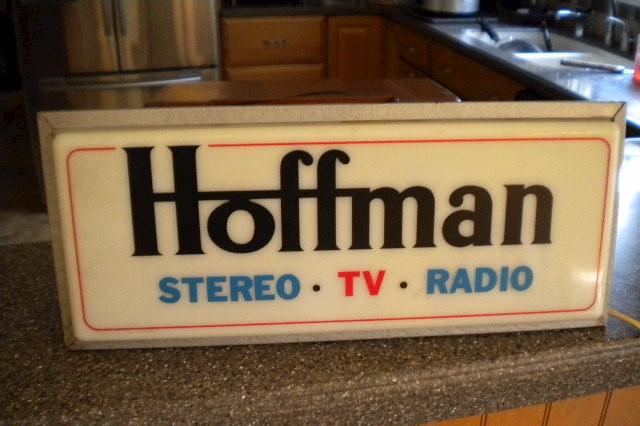 Hoffman
STEREO · TV · RADIO